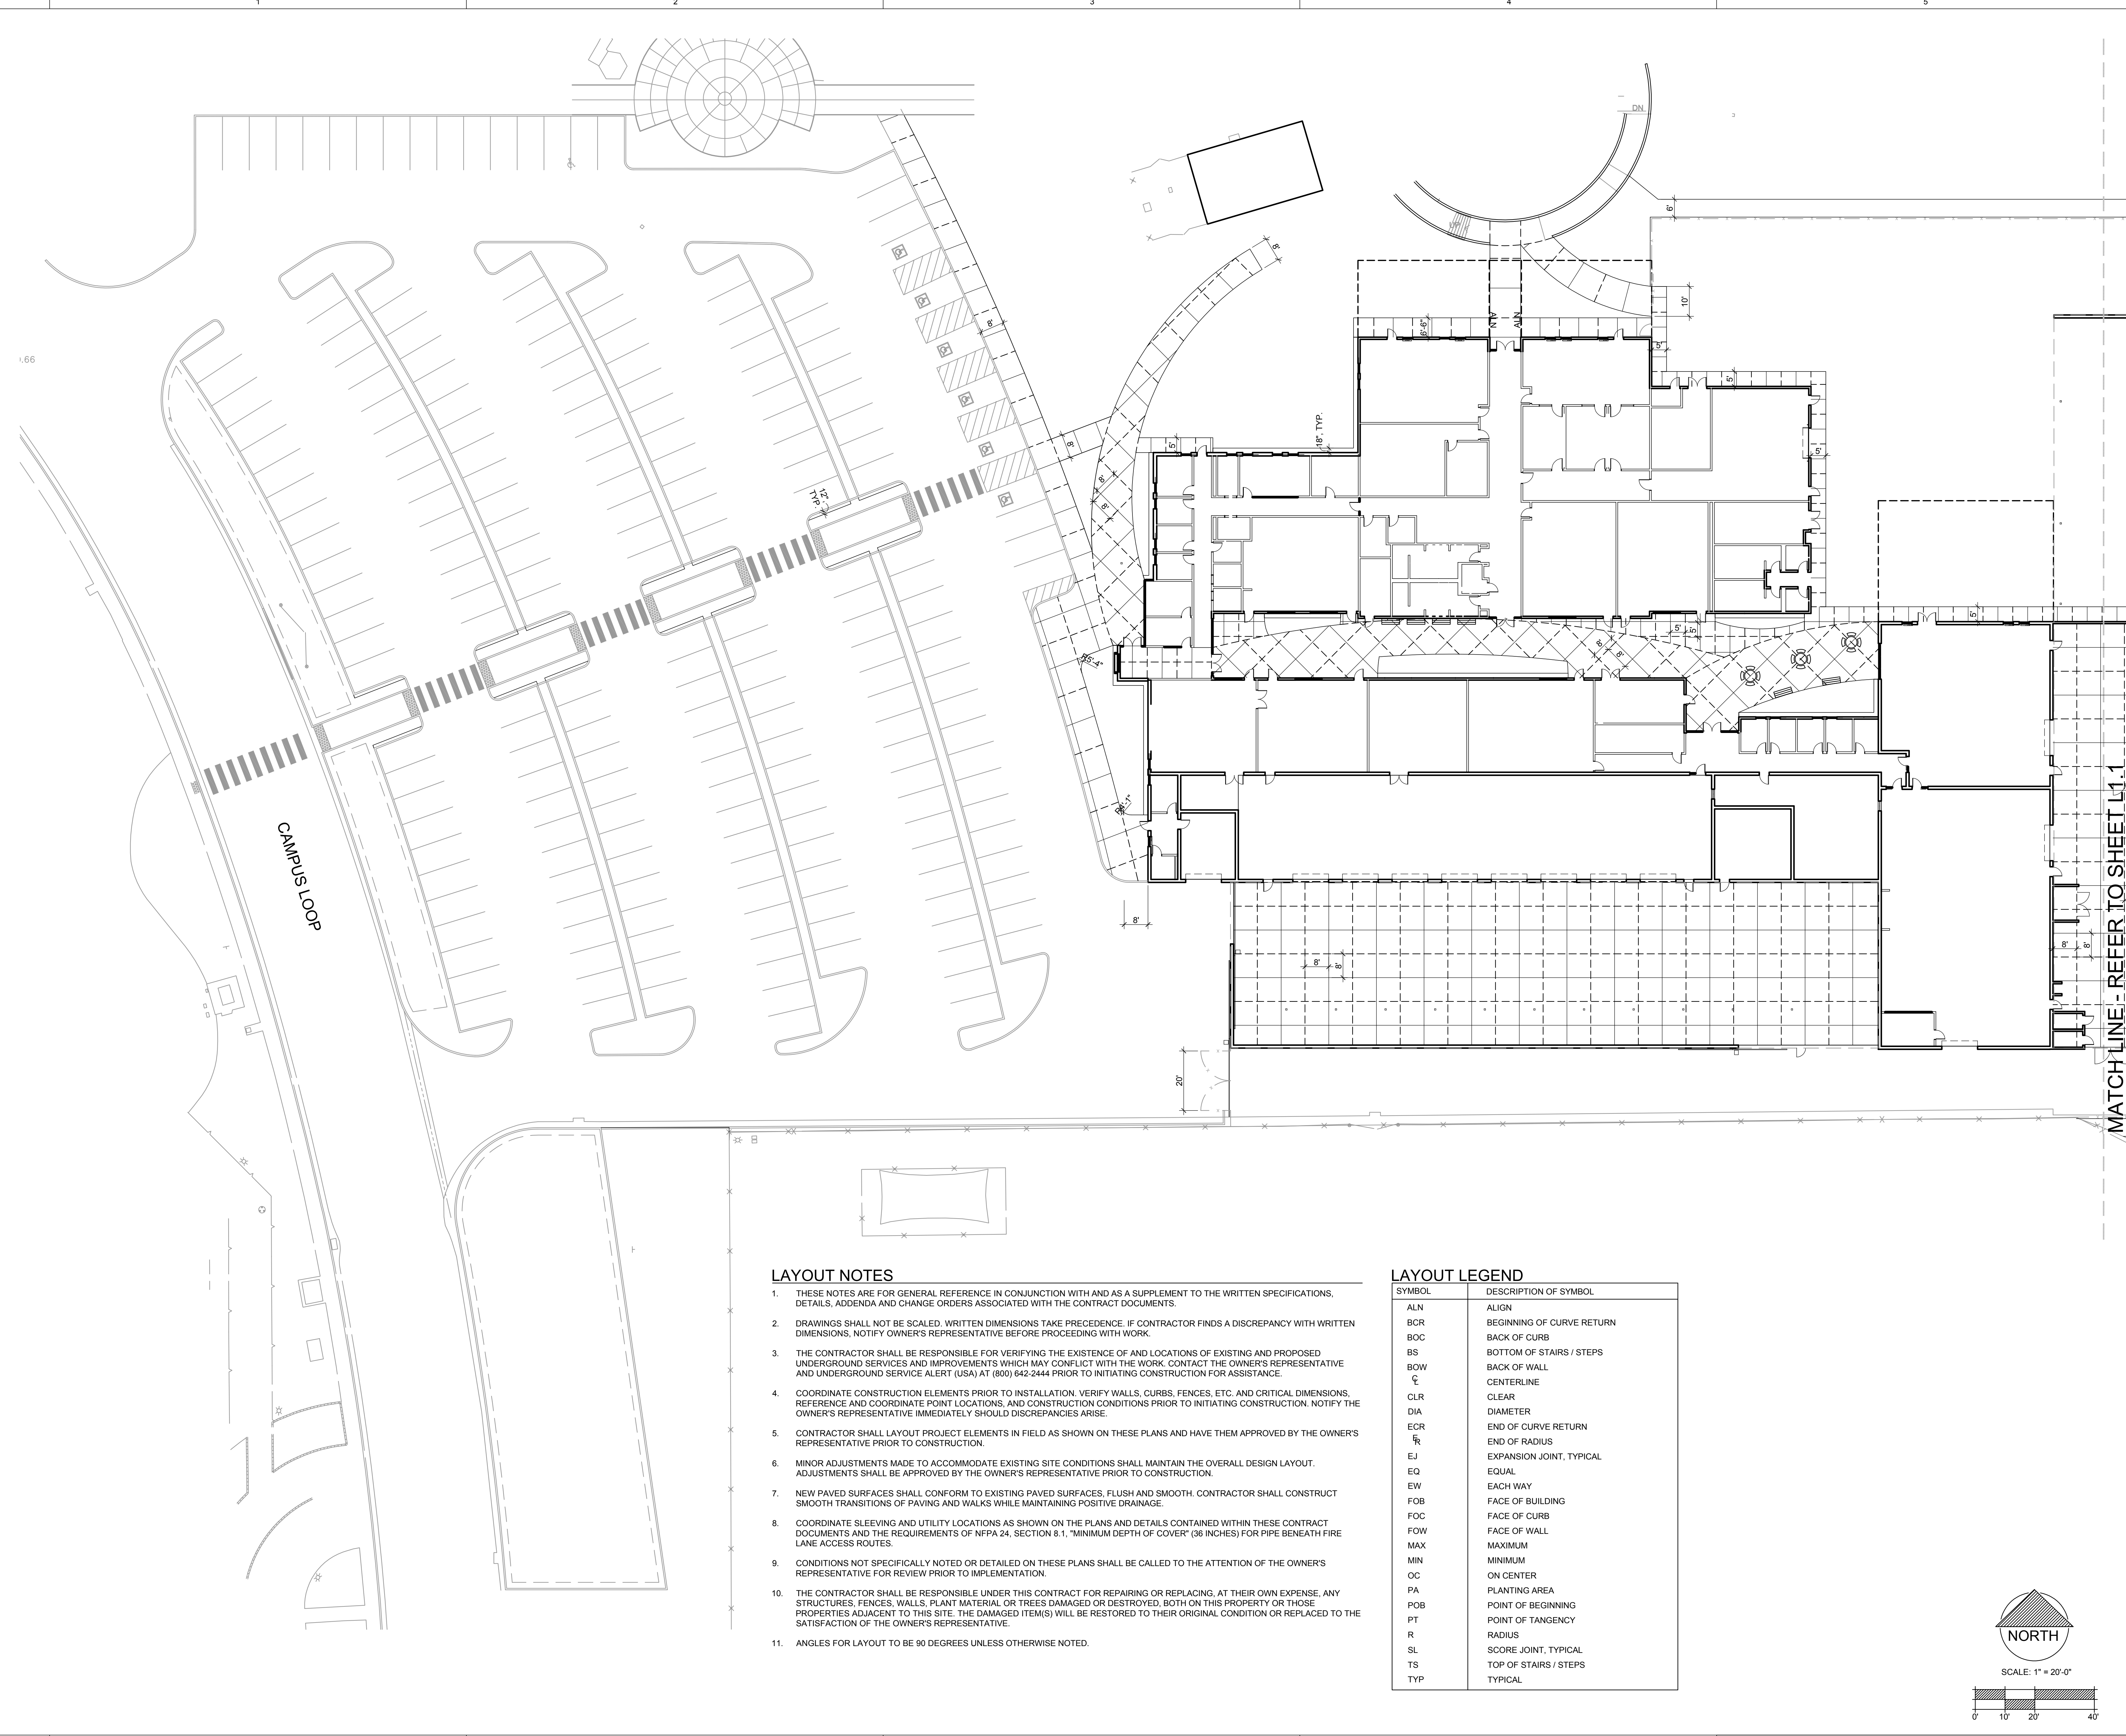 1 2 3 4 5
DN
6'
8'
10'
ALN
ALN
6'-6"
5'
,.66
8'
5'
18", TYP.
8'
5'
5'
8'
12",
TYP.
8'
5'
5'
5'
8'
8'
R5'-4"
R4'-1"
CAMPUS LOOP
8'
8'
8'
8'
8'
20'
MATCH LINE - REFER TO SHEET L1.1
LAYOUT NOTES
1. THESE NOTES ARE FOR GENERAL REFERENCE IN CONJUNCTION WITH AND AS A SUPPLEMENT TO THE WRITTEN SPECIFICATIONS,
DETAILS, ADDENDA AND CHANGE ORDERS ASSOCIATED WITH THE CONTRACT DOCUMENTS.
2. DRAWINGS SHALL NOT BE SCALED. WRITTEN DIMENSIONS TAKE PRECEDENCE. IF CONTRACTOR FINDS A DISCREPANCY WITH WRITTEN
DIMENSIONS, NOTIFY OWNER'S REPRESENTATIVE BEFORE PROCEEDING WITH WORK.
3. THE CONTRACTOR SHALL BE RESPONSIBLE FOR VERIFYING THE EXISTENCE OF AND LOCATIONS OF EXISTING AND PROPOSED
UNDERGROUND SERVICES AND IMPROVEMENTS WHICH MAY CONFLICT WITH THE WORK. CONTACT THE OWNER'S REPRESENTATIVE
AND UNDERGROUND SERVICE ALERT (USA) AT (800) 642-2444 PRIOR TO INITIATING CONSTRUCTION FOR ASSISTANCE.
4. COORDINATE CONSTRUCTION ELEMENTS PRIOR TO INSTALLATION. VERIFY WALLS, CURBS, FENCES, ETC. AND CRITICAL DIMENSIONS,
REFERENCE AND COORDINATE POINT LOCATIONS, AND CONSTRUCTION CONDITIONS PRIOR TO INITIATING CONSTRUCTION. NOTIFY THE
OWNER'S REPRESENTATIVE IMMEDIATELY SHOULD DISCREPANCIES ARISE.
5. CONTRACTOR SHALL LAYOUT PROJECT ELEMENTS IN FIELD AS SHOWN ON THESE PLANS AND HAVE THEM APPROVED BY THE OWNER'S
REPRESENTATIVE PRIOR TO CONSTRUCTION.
6. MINOR ADJUSTMENTS MADE TO ACCOMMODATE EXISTING SITE CONDITIONS SHALL MAINTAIN THE OVERALL DESIGN LAYOUT.
ADJUSTMENTS SHALL BE APPROVED BY THE OWNER'S REPRESENTATIVE PRIOR TO CONSTRUCTION.
7. NEW PAVED SURFACES SHALL CONFORM TO EXISTING PAVED SURFACES, FLUSH AND SMOOTH. CONTRACTOR SHALL CONSTRUCT
SMOOTH TRANSITIONS OF PAVING AND WALKS WHILE MAINTAINING POSITIVE DRAINAGE.
8. COORDINATE SLEEVING AND UTILITY LOCATIONS AS SHOWN ON THE PLANS AND DETAILS CONTAINED WITHIN THESE CONTRACT
DOCUMENTS AND THE REQUIREMENTS OF NFPA 24, SECTION 8.1, "MINIMUM DEPTH OF COVER" (36 INCHES) FOR PIPE BENEATH FIRE
LANE ACCESS ROUTES.
9. CONDITIONS NOT SPECIFICALLY NOTED OR DETAILED ON THESE PLANS SHALL BE CALLED TO THE ATTENTION OF THE OWNER'S
REPRESENTATIVE FOR REVIEW PRIOR TO IMPLEMENTATION.
10. THE CONTRACTOR SHALL BE RESPONSIBLE UNDER THIS CONTRACT FOR REPAIRING OR REPLACING, AT THEIR OWN EXPENSE, ANY
STRUCTURES, FENCES, WALLS, PLANT MATERIAL OR TREES DAMAGED OR DESTROYED, BOTH ON THIS PROPERTY OR THOSE
PROPERTIES ADJACENT TO THIS SITE. THE DAMAGED ITEM(S) WILL BE RESTORED TO THEIR ORIGINAL CONDITION OR REPLACED TO THE
SATISFACTION OF THE OWNER'S REPRESENTATIVE.
11. ANGLES FOR LAYOUT TO BE 90 DEGREES UNLESS OTHERWISE NOTED.
LAYOUT LEGEND
SYMBOL DESCRIPTION OF SYMBOL
ALN ALIGN
BCR BEGINNING OF CURVE RETURN
BOC BACK OF CURB
BS BOTTOM OF STAIRS / STEPS
BOW BACK OF WALL
CL CENTERLINE
CLR CLEAR
DIA DIAMETER
ECR END OF CURVE RETURN
ER END OF RADIUS
EJ EXPANSION JOINT, TYPICAL
EQ EQUAL
EW EACH WAY
FOB FACE OF BUILDING
FOC FACE OF CURB
FOW FACE OF WALL
MAX MAXIMUM
MIN MINIMUM
OC ON CENTER
PA PLANTING AREA
POB POINT OF BEGINNING
PT POINT OF TANGENCY
R RADIUS
SL SCORE JOINT, TYPICAL
TS TOP OF STAIRS / STEPS
TYP TYPICAL
NORTH
SCALE: 1" = 20'-0"
0' 10' 20' 40'